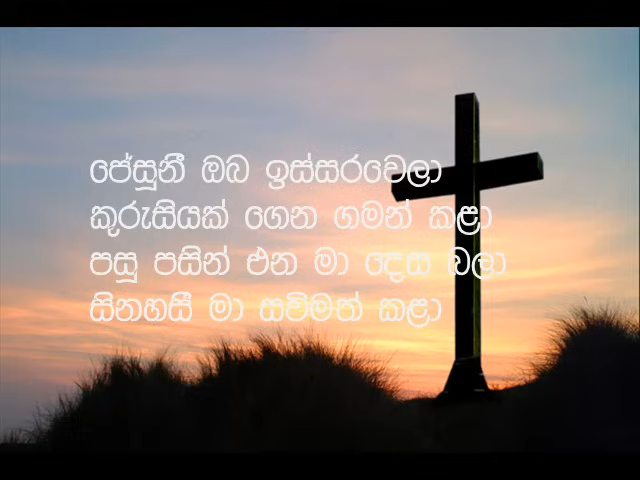 ජේසුනී ඔබ ඉස්සරවෙලා
කුරුසියක් ගෙන ගමන් කළා
පසු පසින් එන මා දෙස බලා
සිනහසී මා සවිමත් කළා